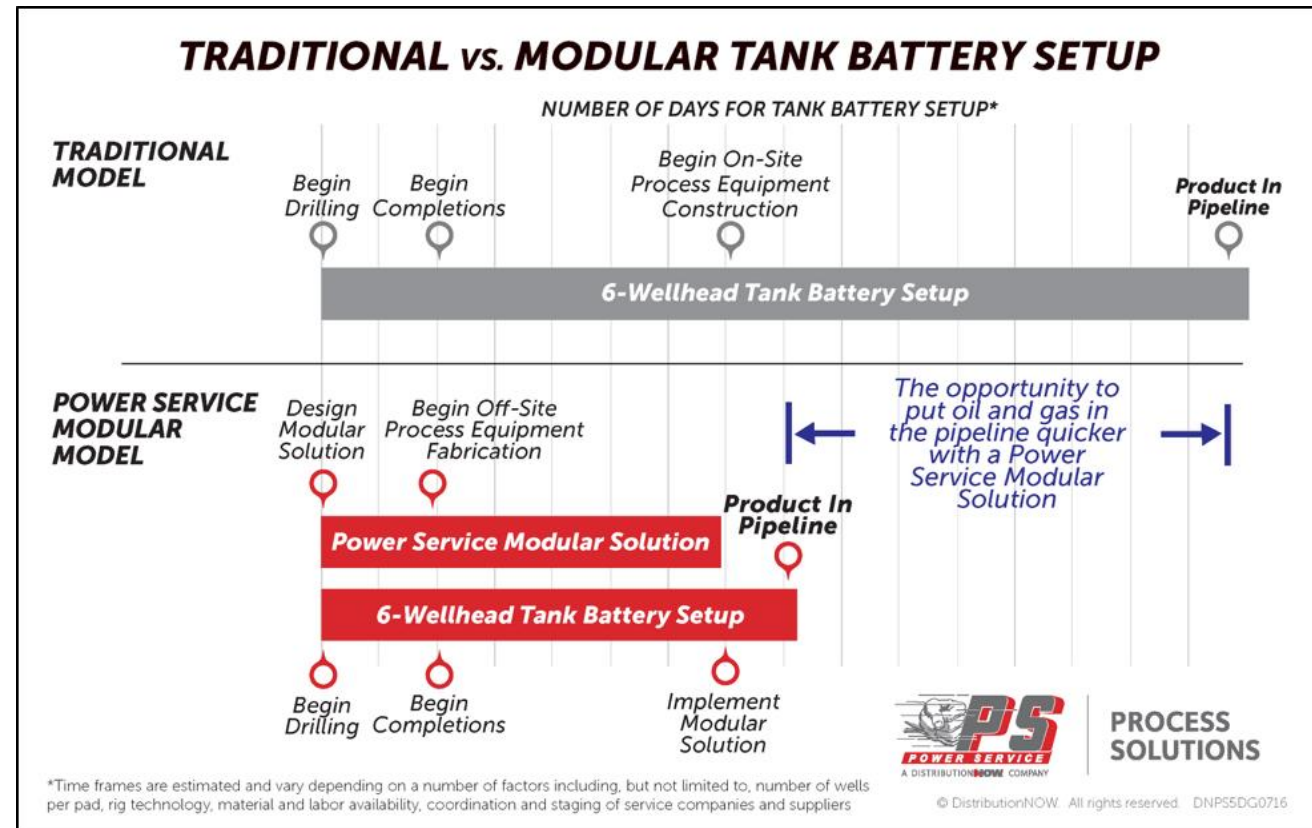 TRADITIONAL vs. MODULAR TANK BATTERY SETUP
NUMBER OF DAYS FOR TANK BATTERY SETUP*
TRADITIONAL
MODEL
Begin
Drilling
Begin
Completions
Begin On-Site
Process Equipment
Construction
Product In
Pipeline
6-Wellhead Tank Battery Setup
POWER SERVICE
MODULAR
MODEL
Design
Modular
Solution
Begin Off-Site
Process Equipment
Fabrication
The opportunity to
put oil and gas in
the pipeline quicker
with a Power
Service Modular
Solution
Product In
Pipeline
Power Service Modular Solution
6-Wellhead Tank Battery Setup
Begin
Drilling
Begin
Completions
Implement
Modular
Solution
PS
POWER SERVICE
A DISTRIBUTIONNOW COMPANY
PROCESS
SOLUTIONS
*Time frames are estimated and vary depending on a number of factors including, but not limited to, number of wells
per pad, rig technology, material and labor availability, coordination and staging of service companies and suppliers
© DistributionNOW. All rights reserved. DNPS5DG0716